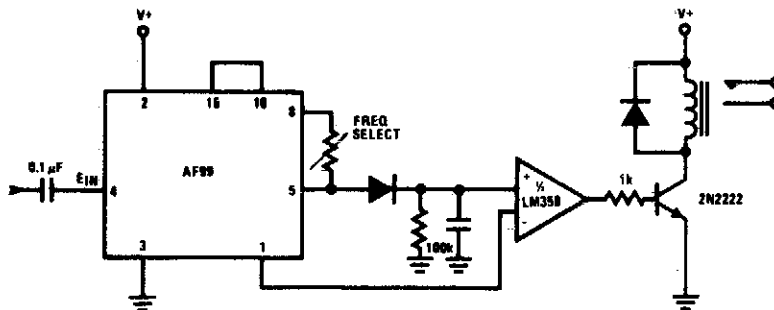 V+
V+
2
15
10
8
FREQ
SELECT
0.1 μF
EIN
4
AF99
5
+
½
LM358
-
1k
2N2222
3
1
100k